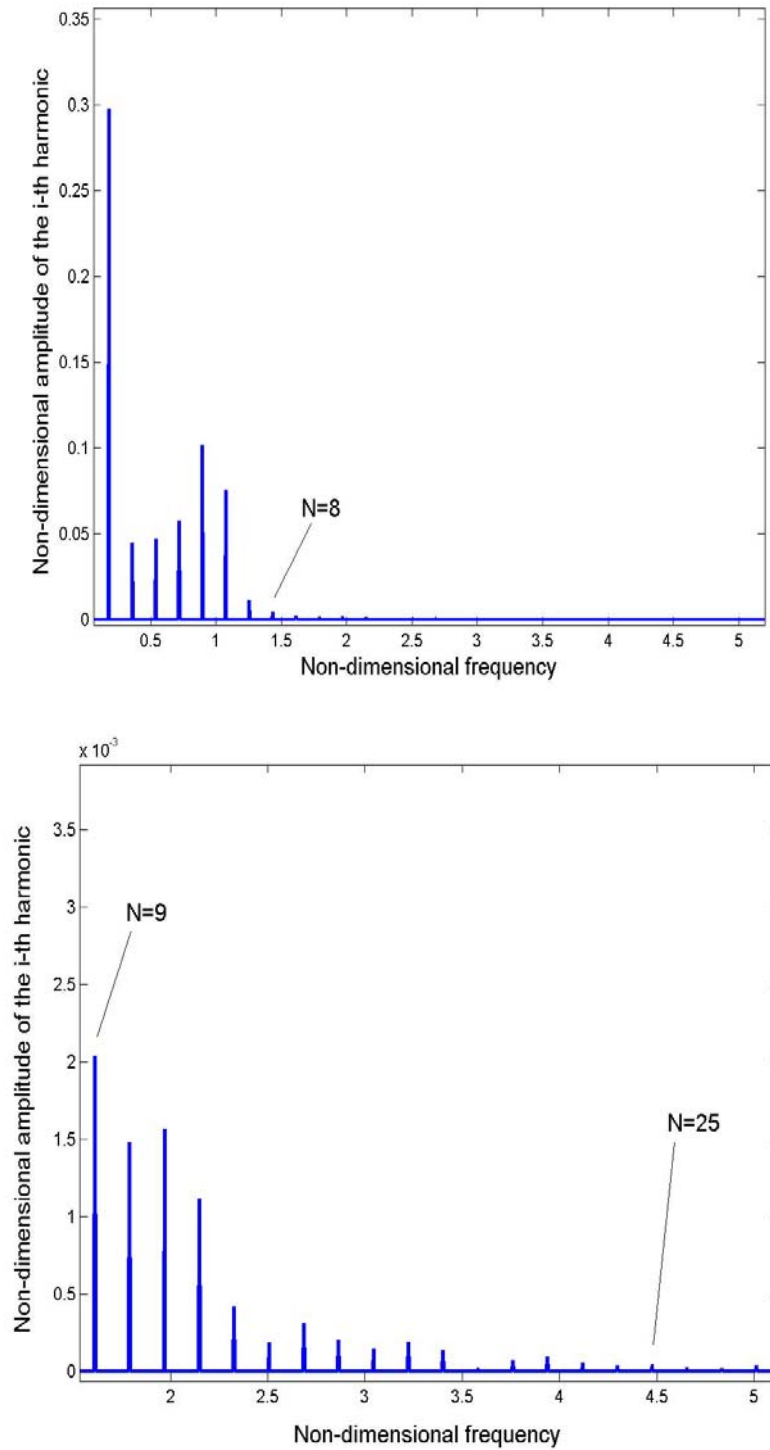 Non-dimensional amplitude of the i-th harmonic
0.35
0.3
0.25
0.2
0.15
0.1
0.05
0
N=8
0.5 1 1.5 2 2.5 3 3.5 4 4.5 5
Non-dimensional frequency
x 10-3
Non-dimensional amplitude of the i-th harmonic
3.5
3
2.5
2
1.5
1
0.5
0
N=9
N=25
2 2.5 3 3.5 4 4.5 5
Non-dimensional frequency